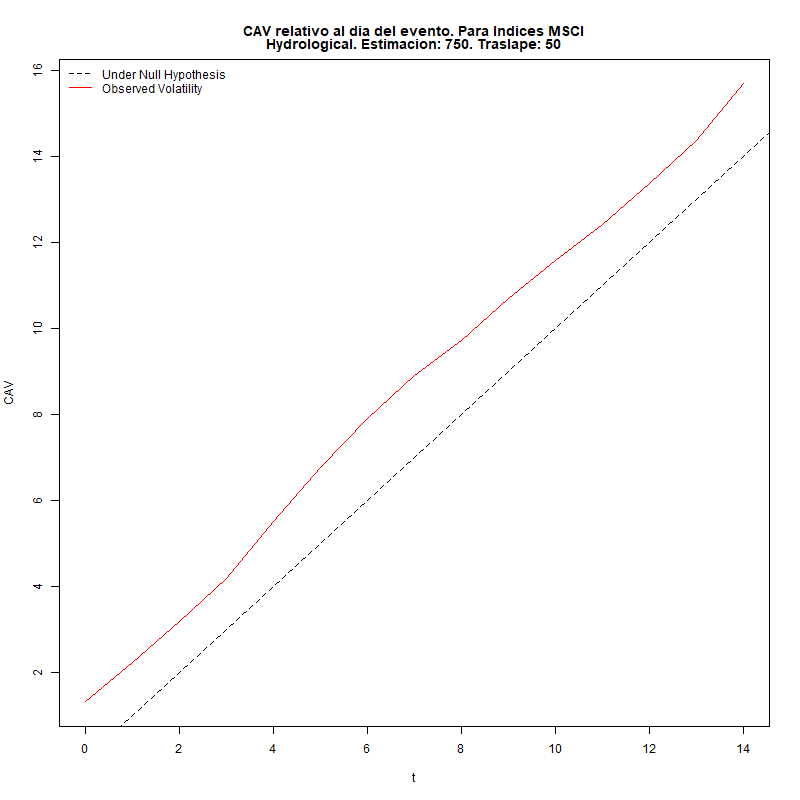 CAV relativo al dia del evento. Para Indices MSCI
Hydrological. Estimacion: 750. Traslape: 50
Under Null Hypothesis
Observed Volatility
16
14
12
10
8
6
4
2
CAV
0 2 4 6 8 10 12 14
t